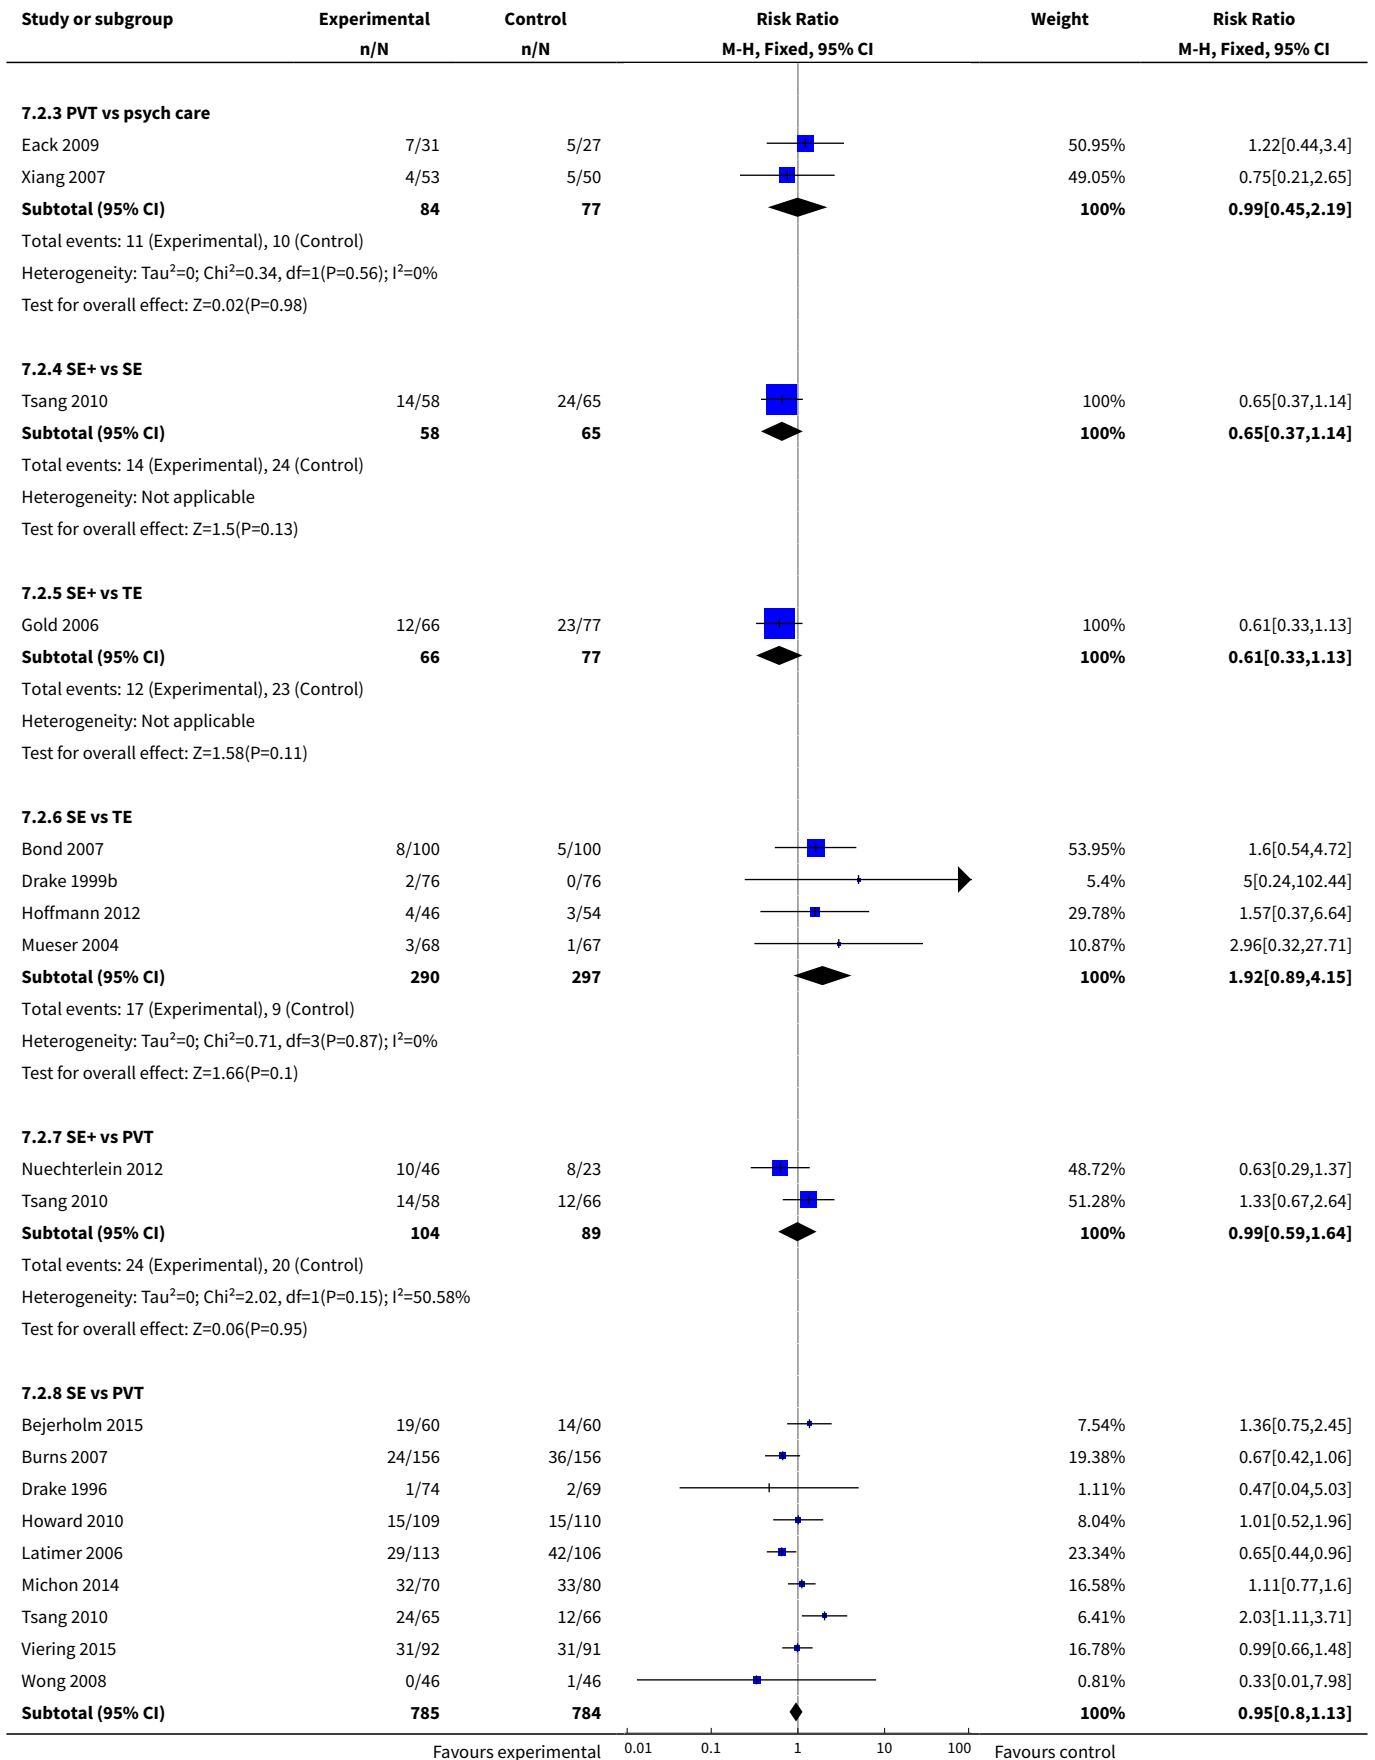 Study or subgroup Experimental Control Risk Ratio Weight Risk Ratio
n/N n/N M-H, Fixed, 95% CI M-H, Fixed, 95% CI
7.2.3 PVT vs psych care
Eack 2009 7/31 5/27 50.95% 1.22[0.44,3.4]
Xiang 2007 4/53 5/50 49.05% 0.75[0.21,2.65]
Subtotal (95% CI) 84 77 100% 0.99[0.45,2.19]
Total events: 11 (Experimental), 10 (Control)
Heterogeneity: Tau²=0; Chi²=0.34, df=1(P=0.56); I²=0%
Test for overall effect: Z=0.02(P=0.98)
7.2.4 SE+ vs SE
Tsang 2010 14/58 24/65 100% 0.65[0.37,1.14]
Subtotal (95% CI) 58 65 100% 0.65[0.37,1.14]
Total events: 14 (Experimental), 24 (Control)
Heterogeneity: Not applicable
Test for overall effect: Z=1.5(P=0.13)
7.2.5 SE+ vs TE
Gold 2006 12/66 23/77 100% 0.61[0.33,1.13]
Subtotal (95% CI) 66 77 100% 0.61[0.33,1.13]
Total events: 12 (Experimental), 23 (Control)
Heterogeneity: Not applicable
Test for overall effect: Z=1.58(P=0.11)
7.2.6 SE vs TE
Bond 2007 8/100 5/100 53.95% 1.6[0.54,4.72]
Drake 1999b 2/76 0/76 5.4% 5[0.24,102.44]
Hoffmann 2012 4/46 3/54 29.78% 1.57[0.37,6.64]
Mueser 2004 3/68 1/67 10.87% 2.96[0.32,27.71]
Subtotal (95% CI) 290 297 100% 1.92[0.89,4.15]
Total events: 17 (Experimental), 9 (Control)
Heterogeneity: Tau²=0; Chi²=0.71, df=3(P=0.87); I²=0%
Test for overall effect: Z=1.66(P=0.1)
7.2.7 SE+ vs PVT
Nuechterlein 2012 10/46 8/23 48.72% 0.63[0.29,1.37]
Tsang 2010 14/58 12/66 51.28% 1.33[0.67,2.64]
Subtotal (95% CI) 104 89 100% 0.99[0.59,1.64]
Total events: 24 (Experimental), 20 (Control)
Heterogeneity: Tau²=0; Chi²=2.02, df=1(P=0.15); I²=50.58%
Test for overall effect: Z=0.06(P=0.95)
7.2.8 SE vs PVT
Bejerholm 2015 19/60 14/60 7.54% 1.36[0.75,2.45]
Burns 2007 24/156 36/156 19.38% 0.67[0.42,1.06]
Drake 1996 1/74 2/69 1.11% 0.47[0.04,5.03]
Howard 2010 15/109 15/110 8.04% 1.01[0.52,1.96]
Latimer 2006 29/113 42/106 23.34% 0.65[0.44,0.96]
Michon 2014 32/70 33/80 16.58% 1.11[0.77,1.6]
Tsang 2010 24/65 12/66 6.41% 2.03[1.11,3.71]
Viering 2015 31/92 31/91 16.78% 0.99[0.66,1.48]
Wong 2008 0/46 1/46 0.81% 0.33[0.01,7.98]
Subtotal (95% CI) 785 784 100% 0.95[0.8,1.13]
Favours experimental 0.01 0.1 1 10 100 Favours control